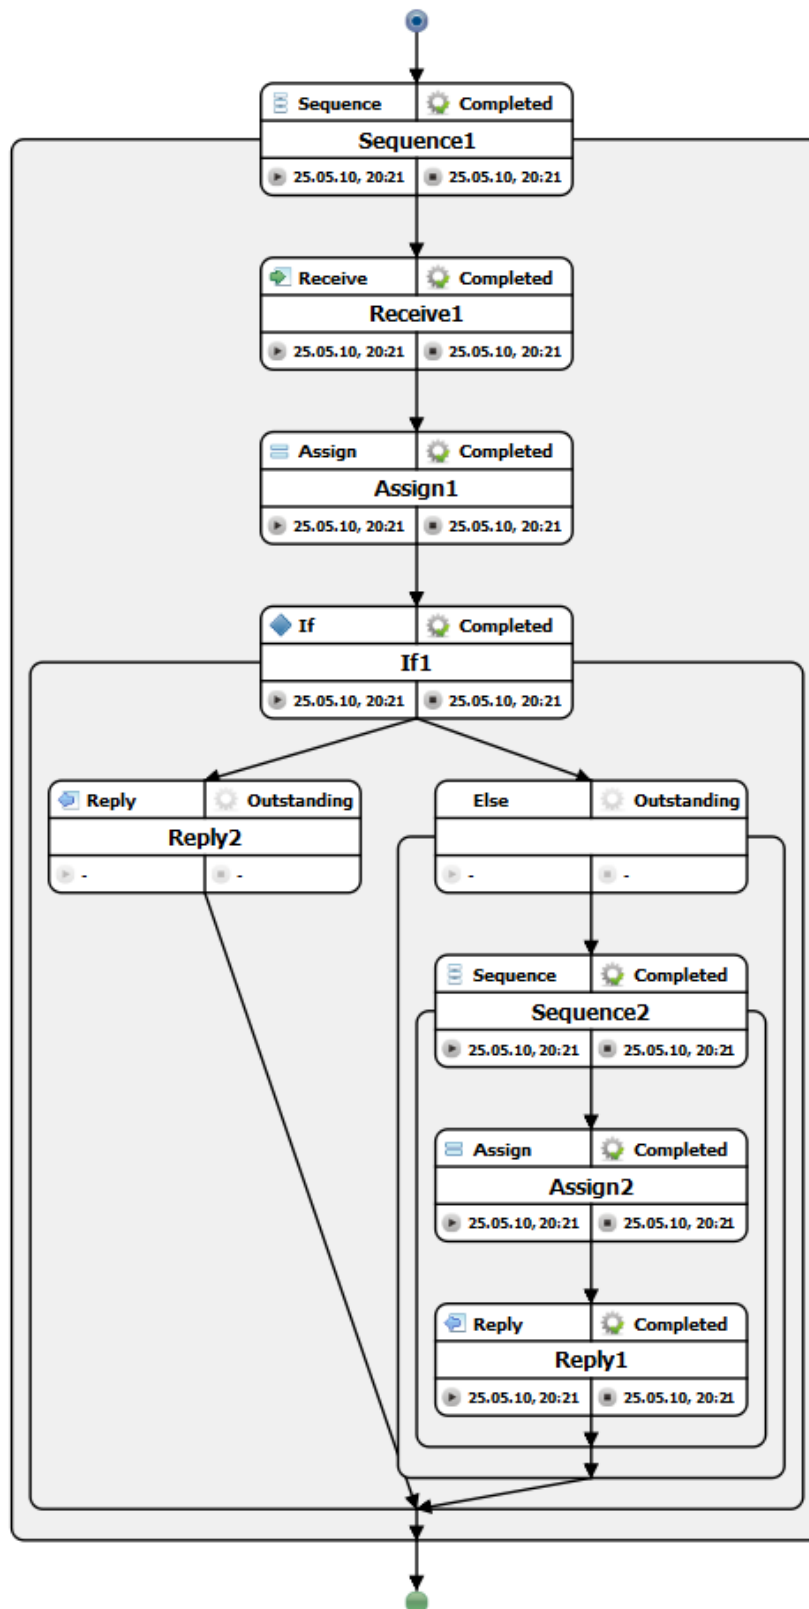 Sequence Completed
Sequence1
25.05.10, 20:21 25.05.10, 20:21
Receive Completed
Receive1
25.05.10, 20:21 25.05.10, 20:21
Assign Completed
Assign1
25.05.10, 20:21 25.05.10, 20:21
If Completed
If1
25.05.10, 20:21 25.05.10, 20:21
Reply Outstanding Else Outstanding
Reply2
- - - -
Sequence Completed
Sequence2
25.05.10, 20:21 25.05.10, 20:21
Assign Completed
Assign2
25.05.10, 20:21 25.05.10, 20:21
Reply Completed
Reply1
25.05.10, 20:21 25.05.10, 20:21